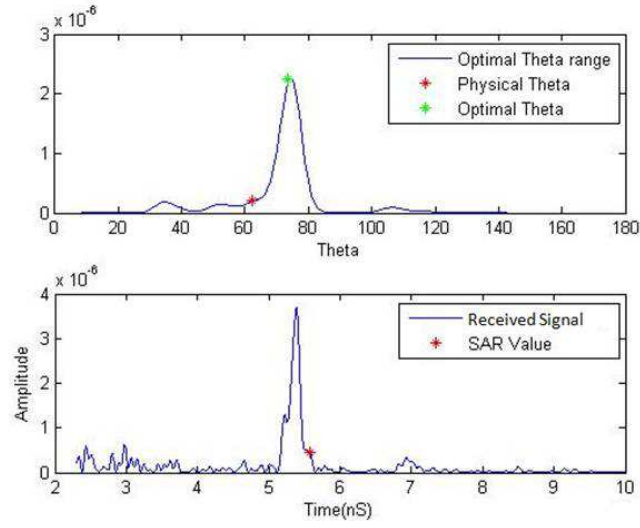 x 10^-6
3
2
1
0
Optimal Theta range
Physical Theta
Optimal Theta
0 20 40 60 80 100 120 140 160 180
Theta
x 10^-6
4
3
2
1
0
Amplitude
Received Signal
SAR Value
2 3 4 5 6 7 8 9 10
Time(nS)